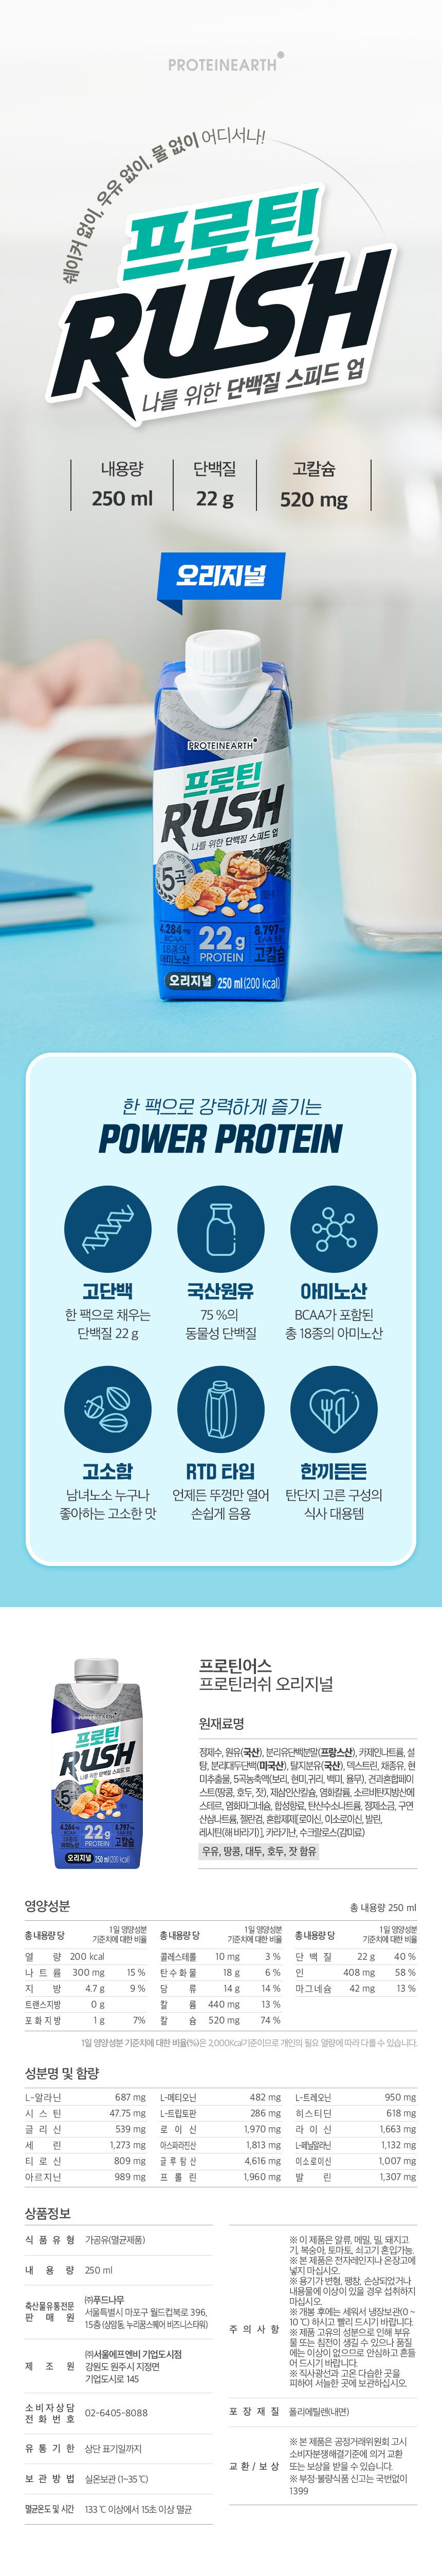 PROTEINEARTH
쉐이커 없이, 우유 없이, 물 없이 어디서나!
프로틴
RUSH
나를 위한 단백질 스피드 업
내용량 단백질 고칼슘
250 ml 22 g 520 mg
오리지널
PROTEINEARTH
프로틴
RUSH
나를 위한 단백질 스피드 업
5곡
4,284 mg
BCAA
18종의
아미노산
22g
PROTEIN
8,797 mg
EAA 8종
고칼슘
오리지널 250 ml (200 kcal)
한 팩으로 강력하게 즐기는
POWER PROTEIN
고단백 국산원유 아미노산
한 팩으로 채우는 75 %의 BCAA가 포함된
단백질 22 g 동물성 단백질 총 18종의 아미노산
고소함 RTD 타입 한끼든든
남녀노소 누구나 언제든 뚜껑만 열어 탄단지 고른 구성의
좋아하는 고소한 맛 손쉽게 음용 식사 대용템
프로틴어스
프로틴러쉬 오리지널
원재료명
정제수, 원유(국산), 분리유단백분말(프랑스산), 카제인나트륨, 설
탕, 분리대두단백(미국산), 탈지분유(국산), 덱스트린, 채종유, 현
미추출물, 5곡농축액(보리, 현미,귀리, 백미, 율무), 견과혼합페이
스트(땅콩, 호두, 잣), 제삼인산칼슘, 염화칼륨, 소르비탄지방산에
스테르, 염화마그네슘, 합성향료, 탄산수소나트륨, 정제소금, 구연
산삼나트륨, 젤란검, 혼합제제[로이신, 이소로이신, 발린,
레시틴(해바라기)], 카라기난, 수크랄로스(감미료)
우유, 땅콩, 대두, 호두, 잣 함유
프로틴
RUSH
나를 위한 단백질 스피드 업
22g
PROTEIN
고칼슘
오리지널 250 ml (200 kcal)
영양성분 총 내용량 250 ml
총 내용량 당 1일 영양성분 기준치에 대한 비율 총 내용량 당 1일 영양성분 기준치에 대한 비율 총 내용량 당 1일 영양성분 기준치에 대한 비율
열 량 200 kcal 콜레스테롤 10 mg 3 % 단 백 질 22 g 40 %
나 트 륨 300 mg 15 % 탄 수 화 물 18 g 6 % 인 408 mg 58 %
지 방 4.7 g 9 % 당 류 14 g 14 % 마그네슘 42 mg 13 %
트랜스지방 0 g 칼 륨 440 mg 13 %
포 화 지 방 1 g 7% 칼 슘 520 mg 74 %
1일 영양성분 기준치에 대한 비율(%)은 2,000Kcal기준이므로 개인의 필요 열량에 따라 다를 수 있습니다.
성분명 및 함량
L-알라닌 687 mg L-메티오닌 482 mg L-트레오닌 950 mg
시 스 틴 47.75 mg L-트립토판 286 mg 히스티딘 618 mg
글 리 신 539 mg 로 이 신 1,970 mg 라 이 신 1,663 mg
세 린 1,273 mg 아스파라진산 1,813 mg L-페닐알라닌 1,132 mg
티 로 신 809 mg 글 루 탐 산 4,616 mg 이소로이신 1,007 mg
아르지닌 989 mg 프 롤 린 1,960 mg 발 린 1,307 mg
상품정보
식 품 유 형 가공유(멸균제품)
내 용 량 250 ml
축산물유통전문판 매 원 ㈜푸드나무
서울특별시 마포구 월드컵북로 396,
15층 (상암동, 누리꿈스퀘어 비즈니스타워)
제 조 원 ㈜서울에프엔비 기업도시점
강원도 원주시 지정면
기업도시로 145
소비자상담전 화 번 호 02-6405-8088
유 통 기 한 상단 표기일까지
보 관 방 법 실온보관 (1~35 ℃)
멸균온도 및 시간 133 ℃ 이상에서 15초 이상 멸균
주 의 사 항
※ 이 제품은 알류, 메밀, 밀, 돼지고
기, 복숭아, 토마토, 쇠고기 혼입가능.
※ 본 제품은 전자레인지나 온장고에
넣지 마십시오.
※ 용기가 변형, 팽창, 손상되었거나
내용물에 이상이 있을 경우 섭취하지
마십시오.
※ 개봉 후에는 세워서 냉장보관(0 ~
10 ℃) 하시고 빨리 드시기 바랍니다.
※ 제품 고유의 성분으로 인해 부유
물 또는 침전이 생길 수 있으나 품질
에는 이상이 없으므로 안심하고 흔들
어 드시기 바랍니다.
※ 직사광선과 고온 다습한 곳을
피하여 서늘한 곳에 보관하십시오.
포 장 재 질 폴리에틸렌(내면)
교 환 / 보 상
※ 본 제품은 공정거래위원회 고시
소비자분쟁해결기준에 의거 교환
또는 보상을 받을 수 있습니다.
※ 부정·불량식품 신고는 국번없이
1399